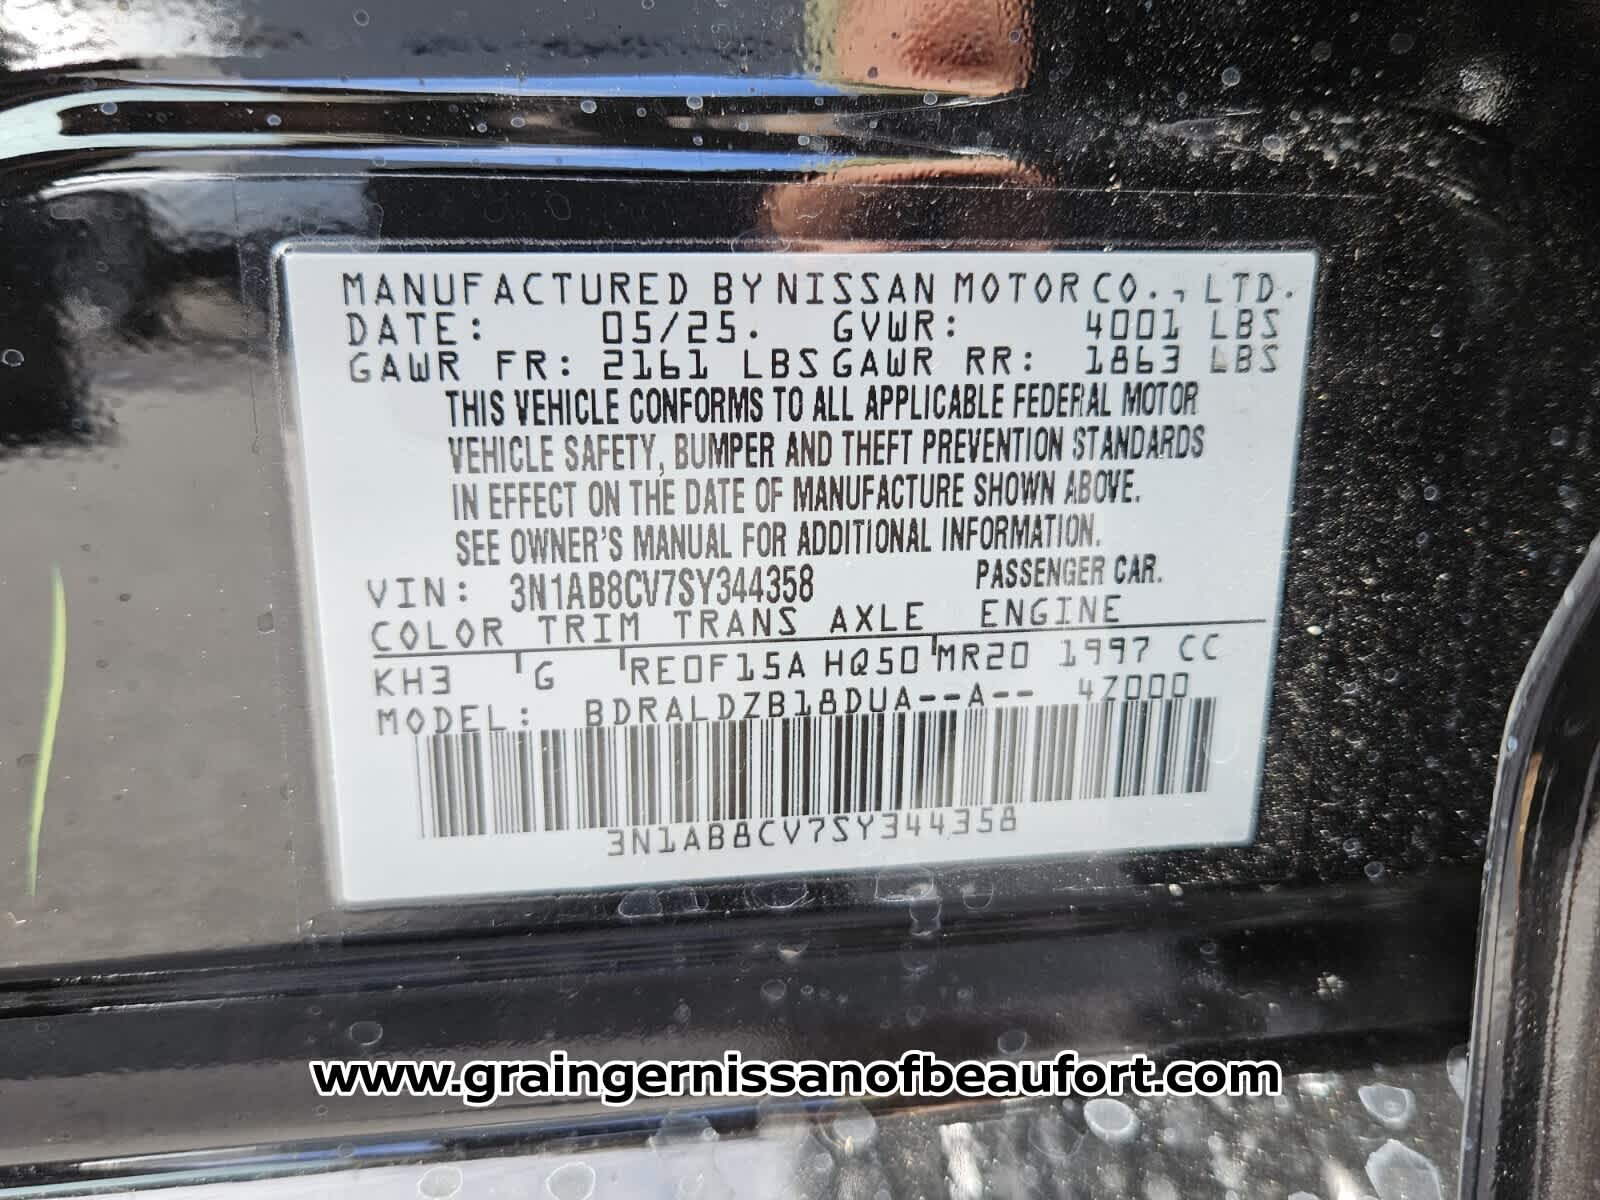 MANUFACTURED BY NISSAN MOTOR CO., LTD.
DATE: 05/25. GVWR: 4001 LBS
GAWR FR: 2161 LBS GAWR RR: 1863 LBS
THIS VEHICLE CONFORMS TO ALL APPLICABLE FEDERAL MOTOR
VEHICLE SAFETY, BUMPER AND THEFT PREVENTION STANDARDS
IN EFFECT ON THE DATE OF MANUFACTURE SHOWN ABOVE.
SEE OWNER'S MANUAL FOR ADDITIONAL INFORMATION.
VIN: 3N1AB8CV7SY344358 PASSENGER CAR.
COLOR TRIM TRANS AXLE ENGINE
KH3 G RE0F15A HQ50 MR20 1997 CC
MODEL: BDRALDZB18DUA--A-- 4Z000
3N1AB8CV7SY344358
www.graingernissanofbeaufort.com